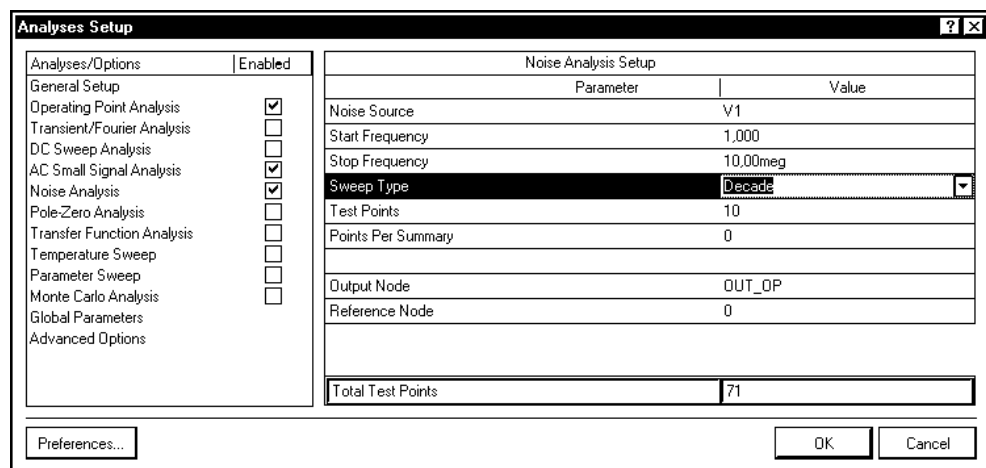 Analyses Setup
Analyses/Options Enabled
General Setup
Operating Point Analysis
Transient/Fourier Analysis
DC Sweep Analysis
AC Small Signal Analysis
Noise Analysis
Pole-Zero Analysis
Transfer Function Analysis
Temperature Sweep
Parameter Sweep
Monte Carlo Analysis
Global Parameters
Advanced Options
Noise Analysis Setup
Parameter Value
Noise Source V1
Start Frequency 1,000
Stop Frequency 10,00meg
Sweep Type Decade
Test Points 10
Points Per Summary 0
Output Node OUT_OP
Reference Node 0
Total Test Points 71
Preferences...
OK
Cancel